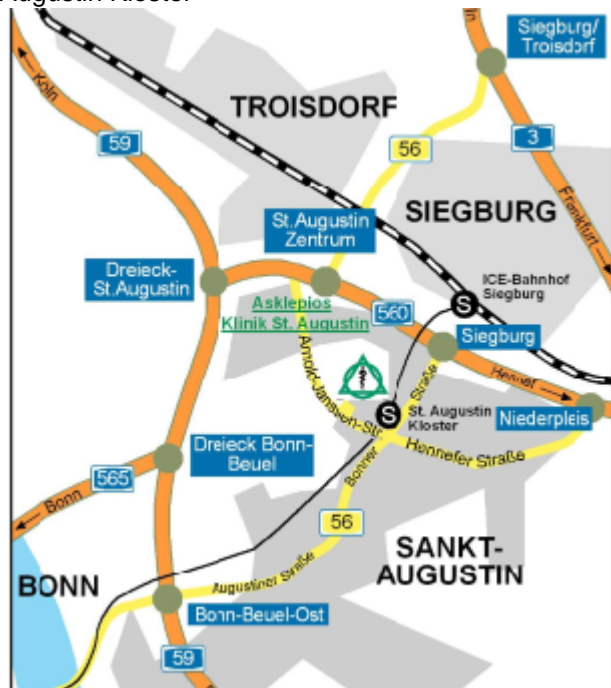 Siegburg/
Troisdorf
Köln
TROISDORF
59
56
3
SIEGBURG
Frankfurt
St.Augustin
Zentrum
Dreieck-
St.Augustin
ICE-Bahnhof
Siegburg
S
Asklepios
Klinik St. Augustin
560
Siegburg
Arnold-Janssen-Str.
Straße
Hennef
S
St. Augustin
Kloster
Niederpleis
Dreieck Bonn-
Beuel
Hennefer Straße
Bonner
565
Bonn
56
SANKT-
AUGUSTIN
BONN
Augustiner Straße
Bonn-Beuel-Ost
59